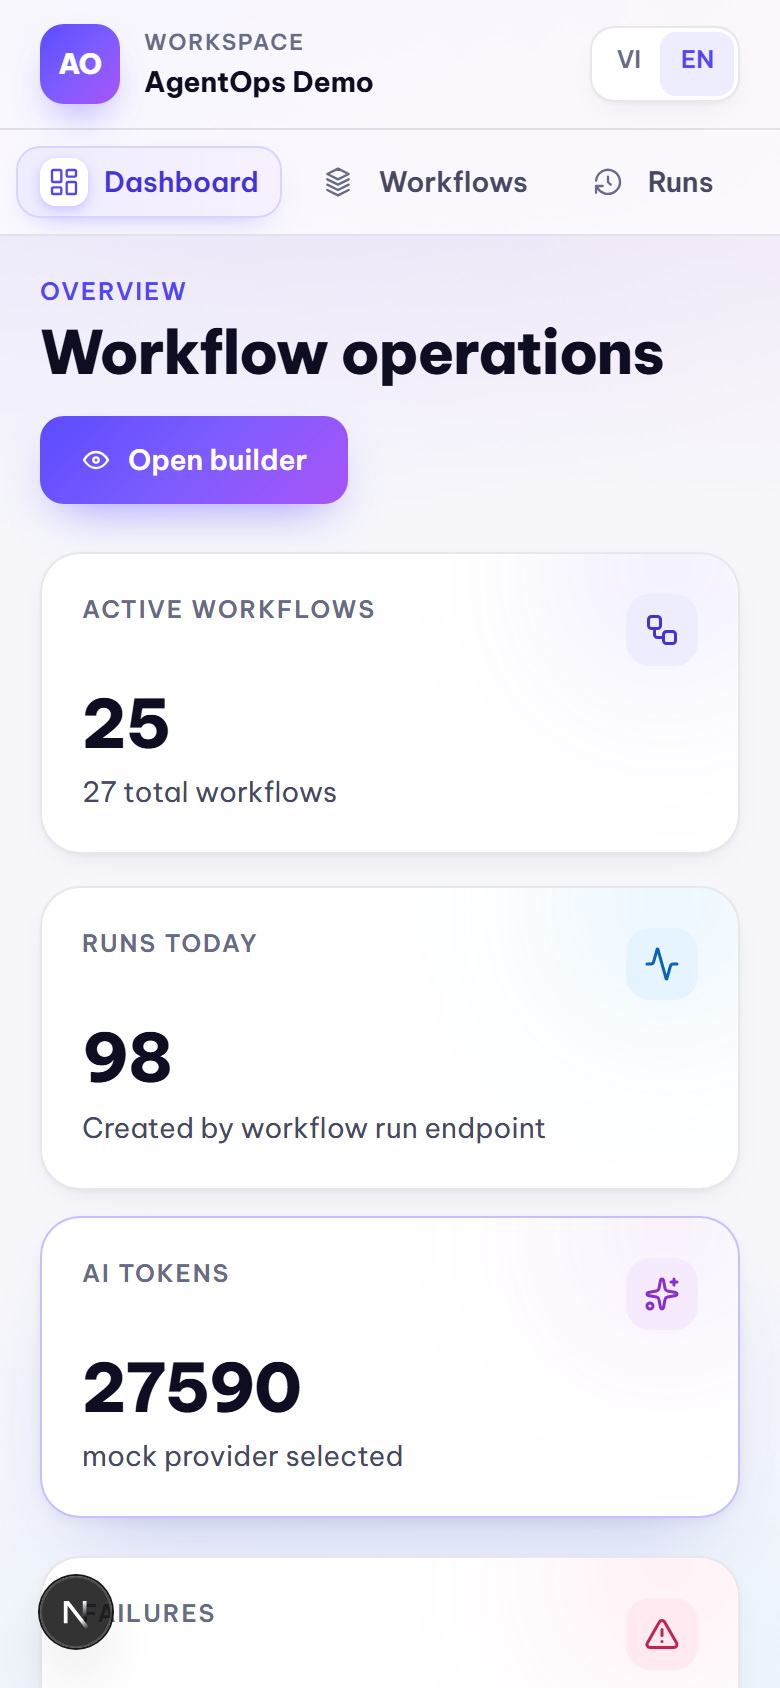 AO
WORKSPACE
AgentOps Demo
VI
EN
Dashboard
Workflows
Runs
OVERVIEW
Workflow operations
Open builder
ACTIVE WORKFLOWS
25
27 total workflows
RUNS TODAY
98
Created by workflow run endpoint
AI TOKENS
27590
mock provider selected
N
FAILURES